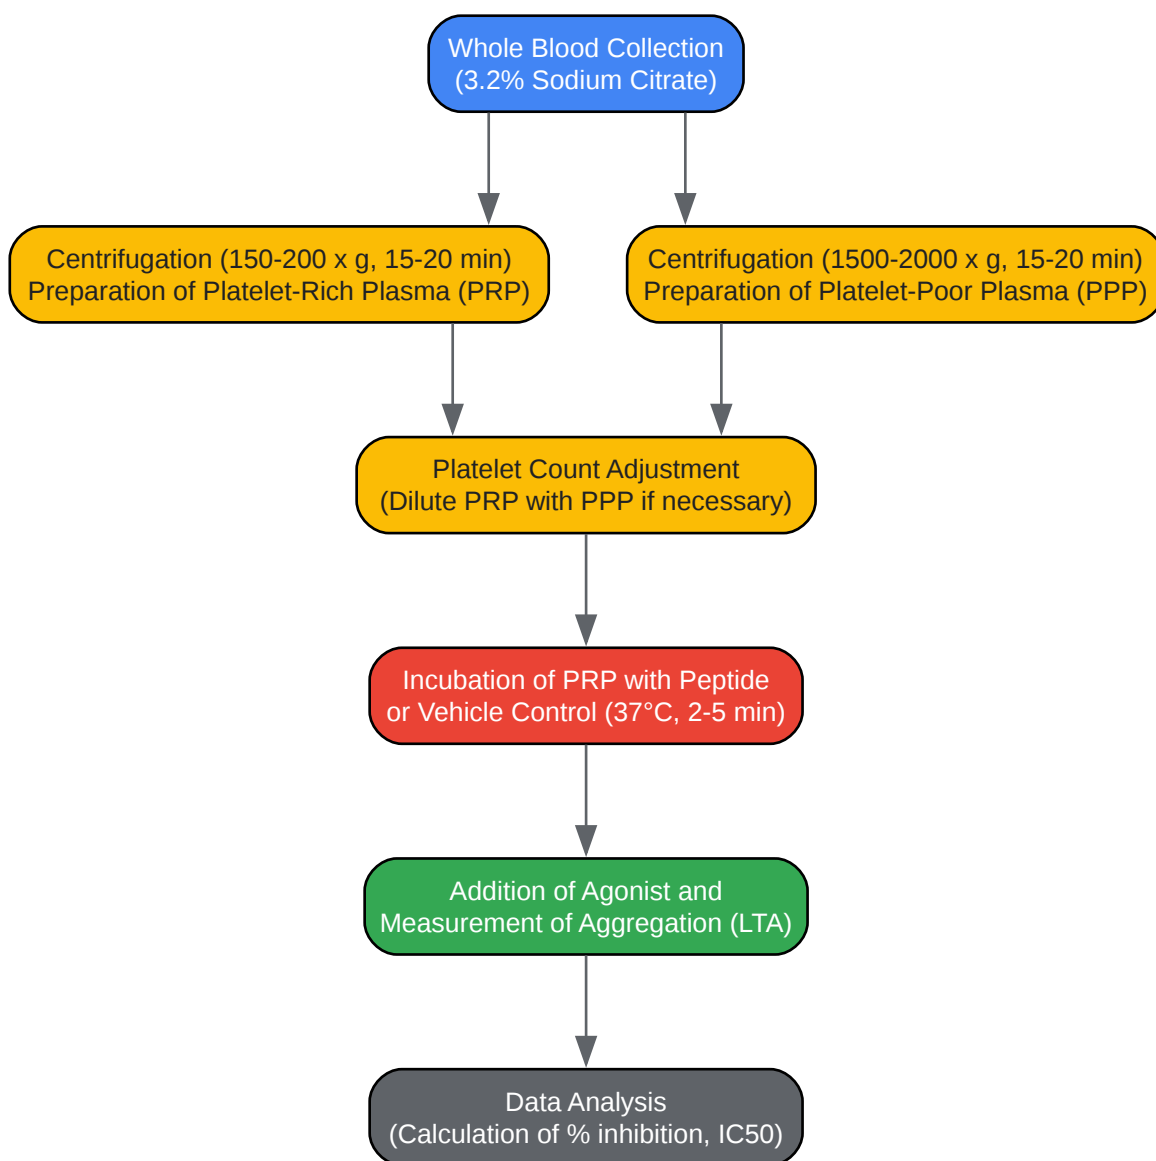 Whole Blood Collection
(3.2% Sodium Citrate)
Centrifugation (150-200 x g, 15-20 min)
Preparation of Platelet-Rich Plasma (PRP)
Centrifugation (1500-2000 x g, 15-20 min)
Preparation of Platelet-Poor Plasma (PPP)
Platelet Count Adjustment
(Dilute PRP with PPP if necessary)
Incubation of PRP with Peptide
or Vehicle Control (37°C, 2-5 min)
Addition of Agonist and
Measurement of Aggregation (LTA)
Data Analysis
(Calculation of % inhibition, IC50)